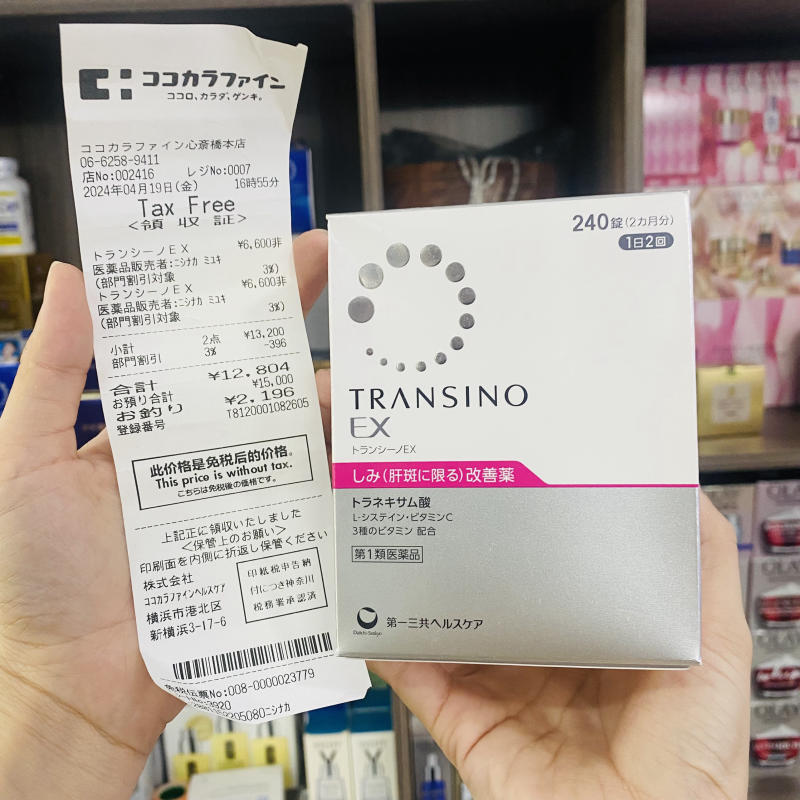 ココカラファイン
ココロ、カラダ、ゲンキ。
ココカラファイン心斎橋本店
06-6258-9411
店No:002416 レジNo:0007
2024年04月19日(金) 16時55分
Tax Free
<領 収 証>
トランシーノEX ¥6,600非
医薬品販売者:ニシナカ ミユキ
(部門割引対象 3%)
トランシーノEX ¥6,600非
医薬品販売者:ニシナカ ミユキ
(部門割引対象 3%)
小計 2点 ¥13,200
部門割引 3% -396
合計 ¥12,804
お預り合計 ¥15,000
お釣り ¥2,196
登録番号 T8120001082605
此价格是免税后的价格。
This price is without tax.
こちらは免税後の価格です。
上記正に領収いたしました
<保管上のお願い>
印刷面を内側に折返し保管ください
株式会社
ココカラファインヘルスケア
横浜市港北区
新横浜3-17-6
印紙税申告納
付につき神奈川
税務署承認済
免税伝票No:008-0000023779
240錠(2カ月分)
1日2回
TRANSINO
EX
トランシーノEX
しみ(肝斑に限る)改善薬
トラネキサム酸
L-システイン・ビタミンC
3種のビタミン 配合
第1類医薬品
Daiichi-Sankyo
第一三共ヘルスケア
OLAY